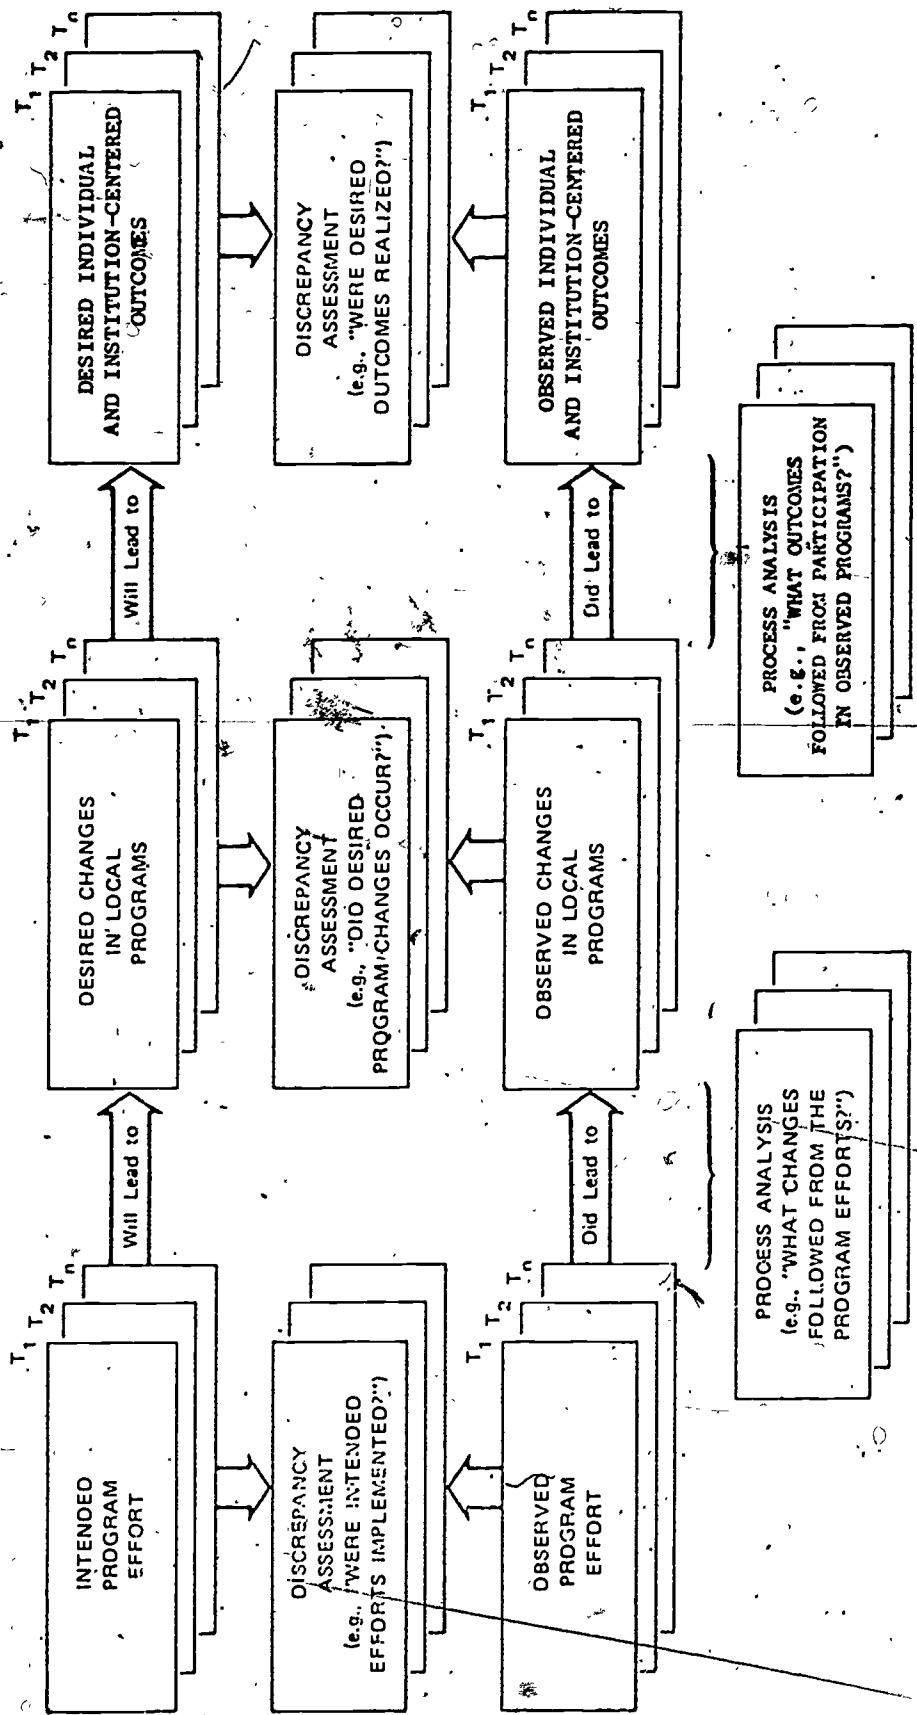 T1 T2 Tn
INTENDED
PROGRAM
EFFORT
Will Lead to
T1 T2 Tn
DESIRED CHANGES
IN LOCAL
PROGRAMS
Will Lead to
T1 T2 Tn
DESIRED INDIVIDUAL
AND INSTITUTION-CENTERED
OUTCOMES
DISCREPANCY
ASSESSMENT
(e.g., "WERE INTENDED
EFFORTS IMPLEMENTED?")
DISCREPANCY
ASSESSMENT
(e.g., "DID DESIRED
PROGRAM CHANGES OCCUR?")
DISCREPANCY
ASSESSMENT
(e.g., "WERE DESIRED
OUTCOMES REALIZED?")
T1 T2 Tn
OBSERVED
PROGRAM
EFFORT
Did Lead to
T1 T2 Tn
OBSERVED CHANGES
IN LOCAL
PROGRAMS
Did Lead to
T1 T2 Tn
OBSERVED INDIVIDUAL
AND INSTITUTION-CENTERED
OUTCOMES
PROCESS ANALYSIS
(e.g., "WHAT CHANGES
FOLLOWED FROM THE
PROGRAM EFFORTS?")
PROCESS ANALYSIS
(e.g., "WHAT OUTCOMES
FOLLOWED FROM PARTICIPATION
IN OBSERVED PROGRAMS?")